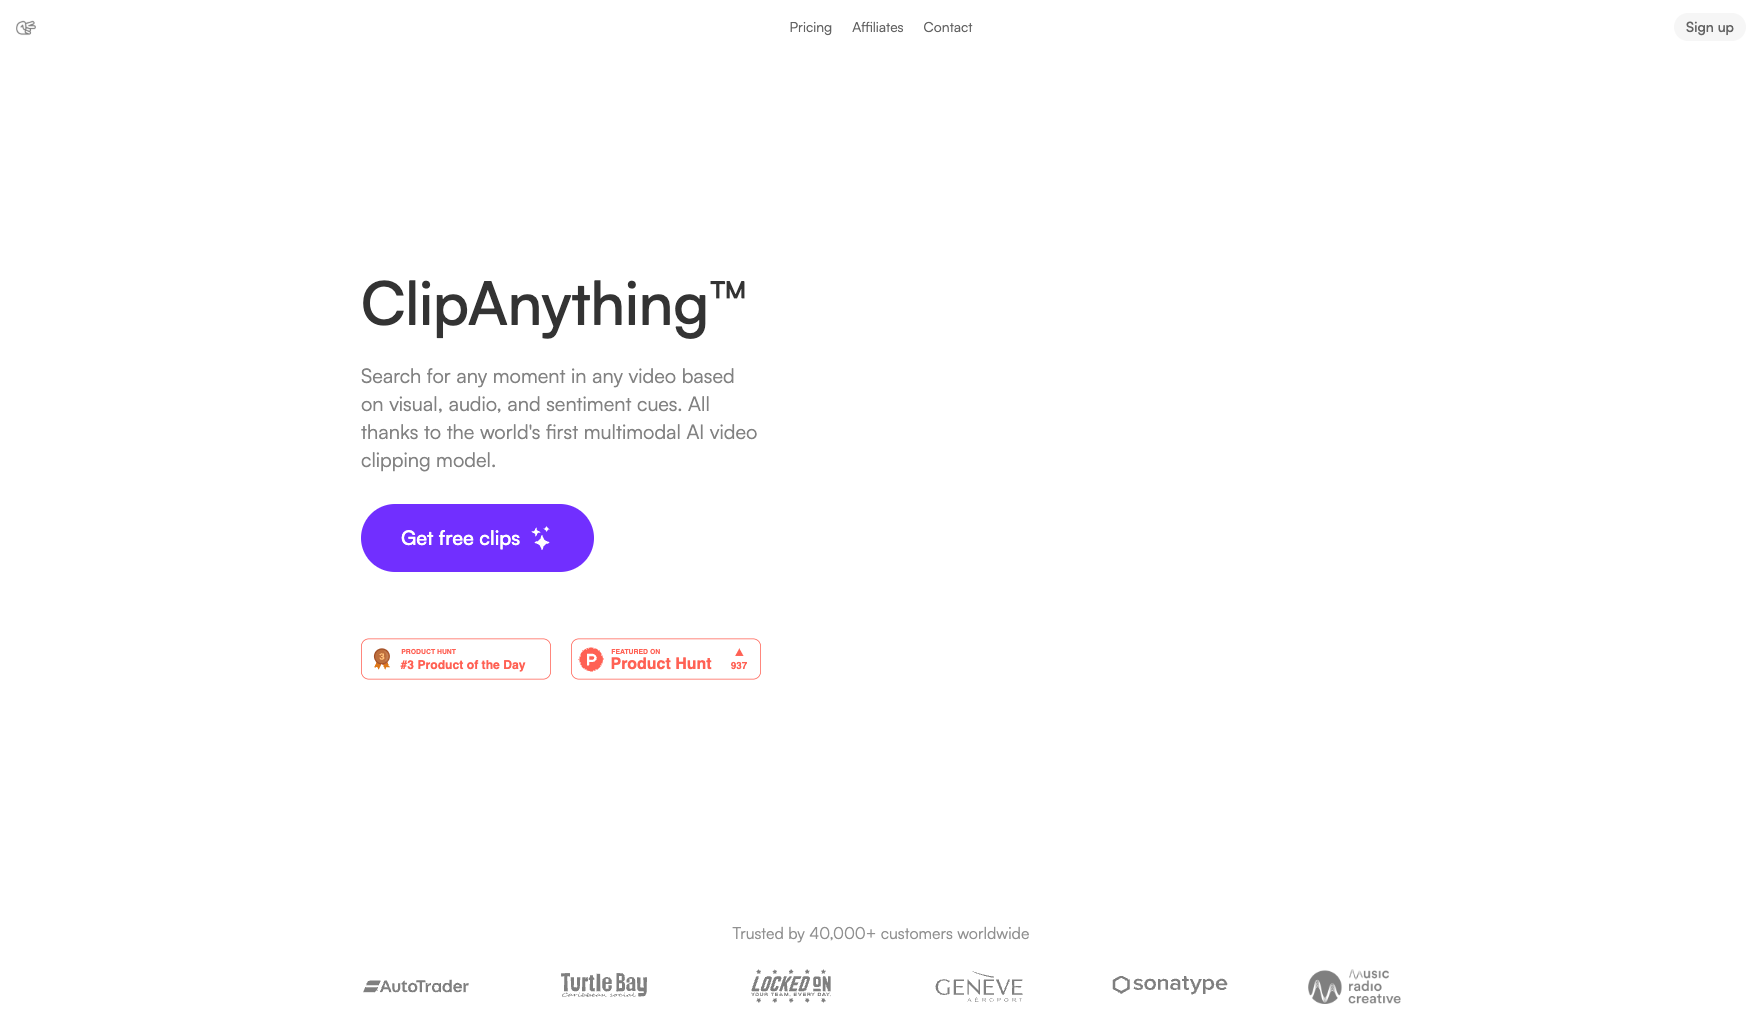 Pricing Affiliates Contact
Sign up
ClipAnything™
Search for any moment in any video based
on visual, audio, and sentiment cues. All
thanks to the world's first multimodal AI video
clipping model.
Get free clips
3
PRODUCT HUNT
#3 Product of the Day
P
FEATURED ON
Product Hunt
937
Trusted by 40,000+ customers worldwide
AutoTrader
Turtle Bay
Caribbean social
LOCKED ON
YOUR TEAM. EVERY DAY.
GENÈVE
AÉROPORT
sonatype
music
radio
creative